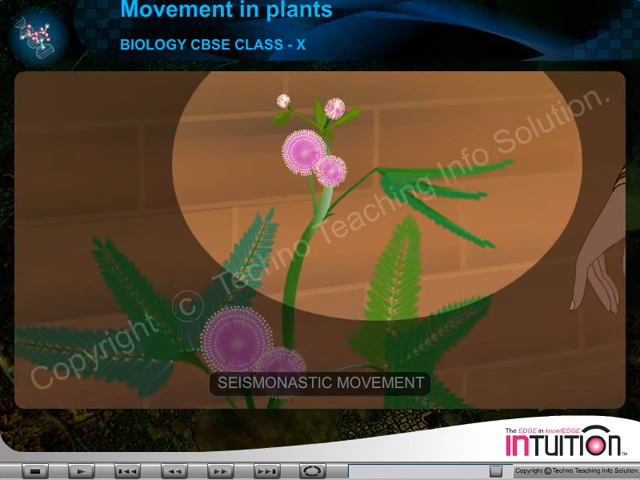 Movement in plants
BIOLOGY CBSE CLASS - X
Copyright © Techno Teaching Info Solution.
SEISMONASTIC MOVEMENT
The EDGE in knowlEDGE
INTUITION™
Copyright © Techno Teaching Info Solution